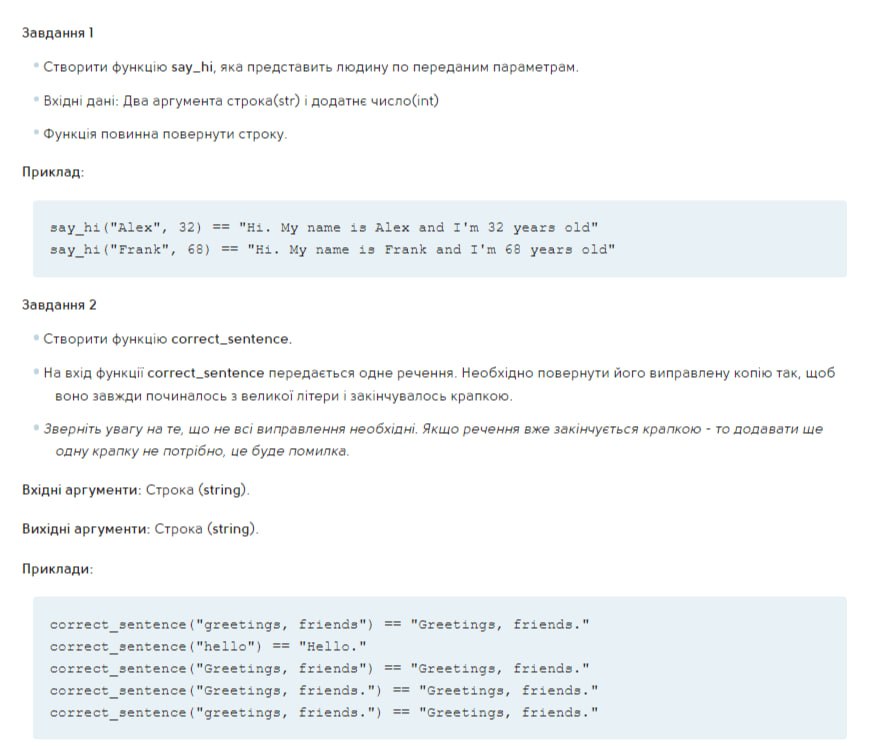 Завдання 1
Створити функцію say_hi, яка представить людину по переданим параметрам.
Вхідні дані: Два аргумента строка(str) і додатнє число(int)
Функція повинна повернути строку.
Приклад:
say_hi("Alex", 32) == "Hi. My name is Alex and I'm 32 years old"
say_hi("Frank", 68) == "Hi. My name is Frank and I'm 68 years old"
Завдання 2
Створити функцію correct_sentence.
На вхід функції correct_sentence передається одне речення. Необхідно повернути його виправлену копію так, щоб
воно завжди починалось з великої літери і закінчувалось крапкою.
Зверніть увагу на те, що не всі виправлення необхідні. Якщо речення вже закінчується крапкою - то додавати ще
одну крапку не потрібно, це буде помилка.
Вхідні аргументи: Строка (string).
Вихідні аргументи: Строка (string).
Приклади:
correct_sentence("greetings, friends") == "Greetings, friends."
correct_sentence("hello") == "Hello."
correct_sentence("Greetings, friends") == "Greetings, friends."
correct_sentence("Greetings, friends.") == "Greetings, friends."
correct_sentence("greetings, friends.") == "Greetings, friends."